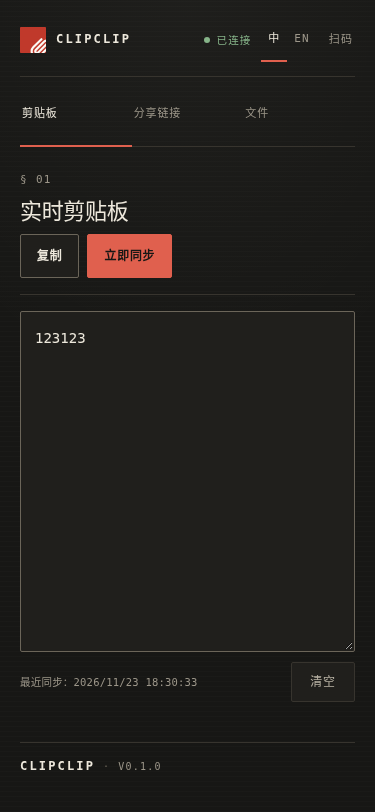 CLIPCLIP
已连接
中
EN
扫码
剪贴板
分享链接
文件
§ 01
实时剪贴板
复制
立即同步
123123
最近同步: 2026/11/23 18:30:33
清空
CLIPCLIP · V0.1.0